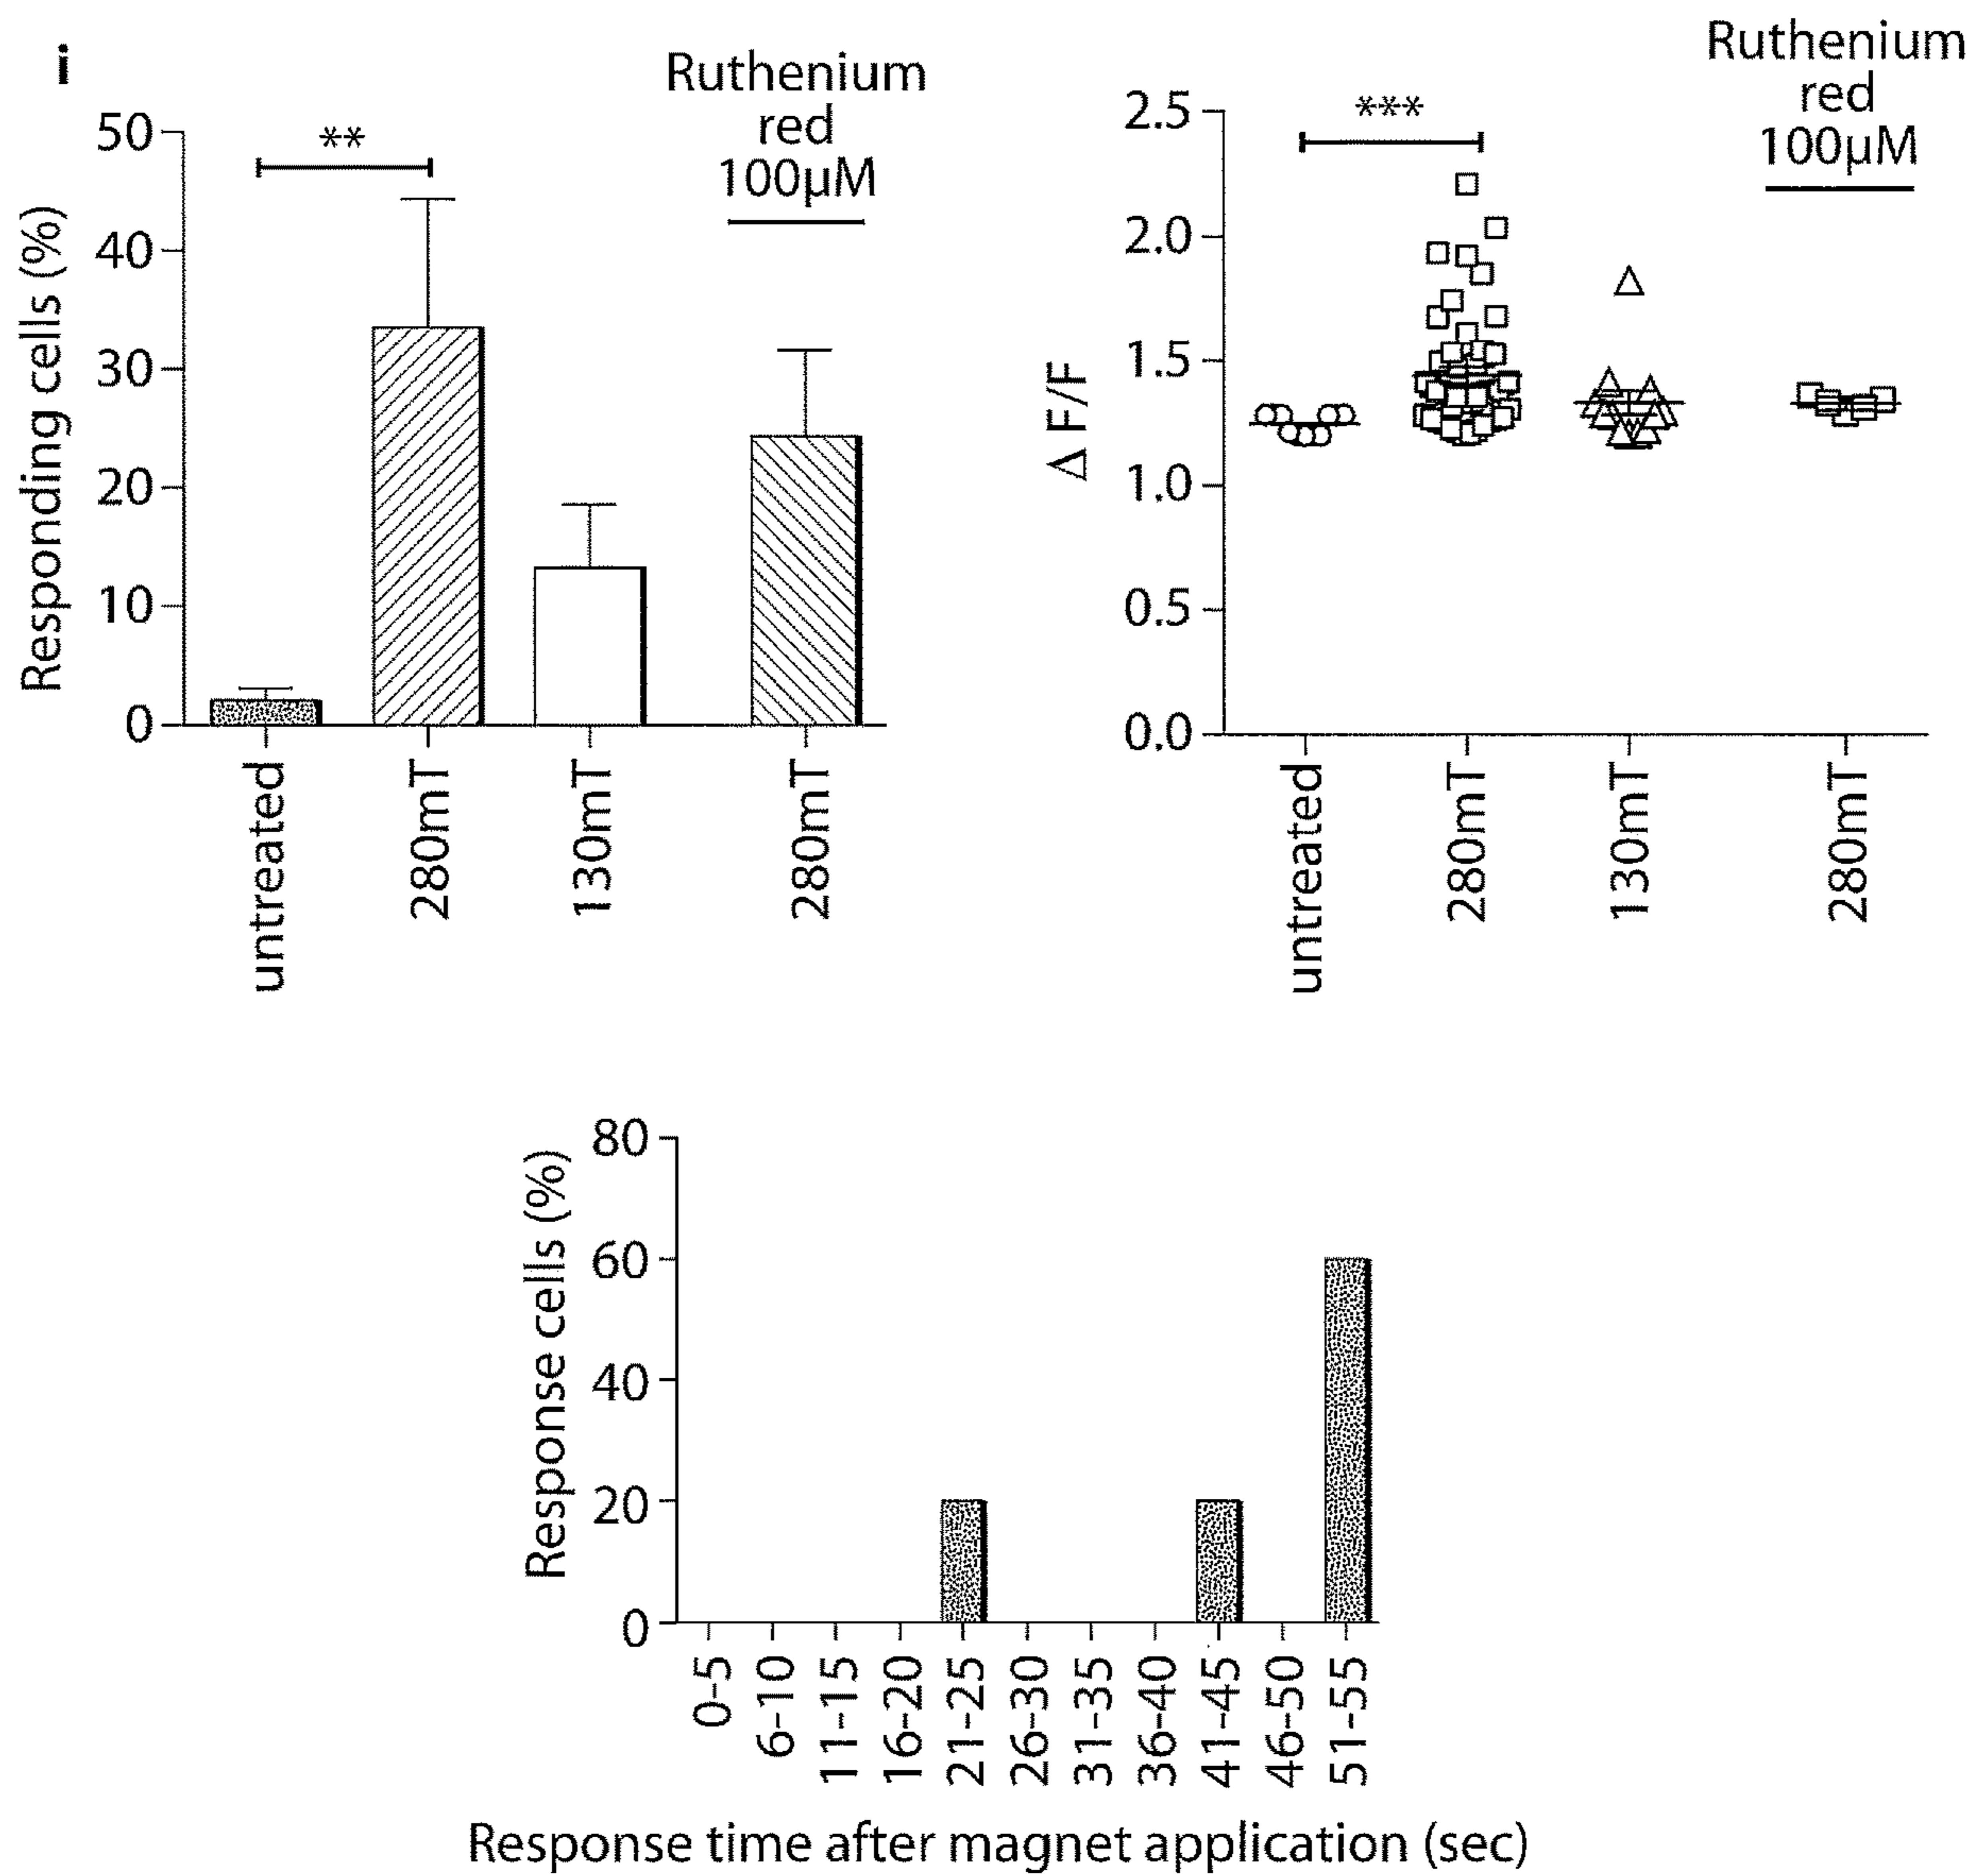 i
Ruthenium
red
100µM
**
50
40
30
20
10
0
Responding cells (%)
untreated
280mT
130mT
280mT
Ruthenium
red
100µM
***
2.5
2.0
1.5
1.0
0.5
0.0
Δ F/F
untreated
280mT
130mT
280mT
80
60
40
20
0
Response cells (%)
0-5
6-10
11-15
16-20
21-25
26-30
31-35
36-40
41-45
46-50
51-55
Response time after magnet application (sec)